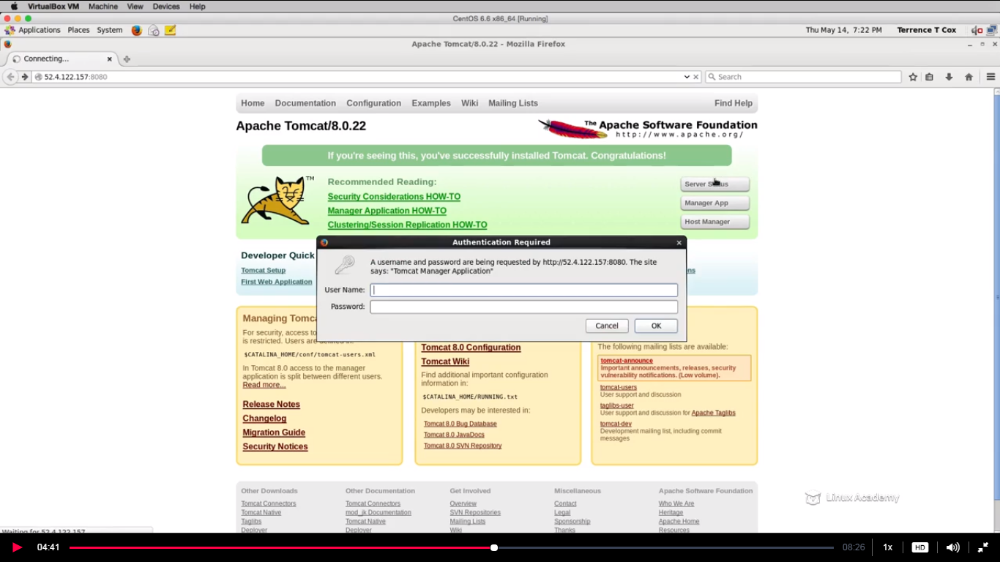 VirtualBox VM Machine View Devices Help
CentOS 6.6 x86_64 [Running]
Applications Places System
Thu May 14, 7:22 PM Terrence T Cox
Apache Tomcat/8.0.22 - Mozilla Firefox
Connecting...
52.4.122.157:8080
Search
Home Documentation Configuration Examples Wiki Mailing Lists Find Help
Apache Tomcat/8.0.22
The Apache Software Foundation
http://www.apache.org/
If you're seeing this, you've successfully installed Tomcat. Congratulations!
TM
Recommended Reading:
Security Considerations HOW-TO
Manager Application HOW-TO
Clustering/Session Replication HOW-TO
Server
Manager App
Host Manager
Authentication Required
A username and password are being requested by http://52.4.122.157:8080. The site
says: "Tomcat Manager Application"
User Name:
Password:
Cancel OK
Developer Quick
Tomcat Setup
First Web Application
Managing Tomc
For security, access to
is restricted. Users are defined in:
$CATALINA_HOME/conf/tomcat-users.xml
In Tomcat 8.0 access to the manager
application is split between different users.
Read more...
Release Notes
Changelog
Migration Guide
Security Notices
Tomcat 8.0 Configuration
Tomcat Wiki
Find additional important configuration
information in:
$CATALINA_HOME/RUNNING.txt
Developers may be interested in:
Tomcat 8.0 Bug Database
Tomcat 8.0 JavaDocs
Tomcat 8.0 SVN Repository
The following mailing lists are available:
tomcat-announce
Important announcements, releases, security
vulnerability notifications. (Low volume).
tomcat-users
User support and discussion
taglibs-user
User support and discussion for Apache Taglibs
tomcat-dev
Development mailing list, including commit
messages
Other Downloads
Tomcat Connectors
Tomcat Native
Taglibs
Deployer
Other Documentation
Tomcat Connectors
mod_jk Documentation
Tomcat Native
Deployer
Get Involved
Overview
SVN Repositories
Mailing Lists
Wiki
Miscellaneous
Contact
Legal
Sponsorship
Thanks
Apache Software Foundation
Who We Are
Heritage
Apache Home
Resources
Linux Academy
Waiting for 52.4.122.157
04:41 08:26 1x HD